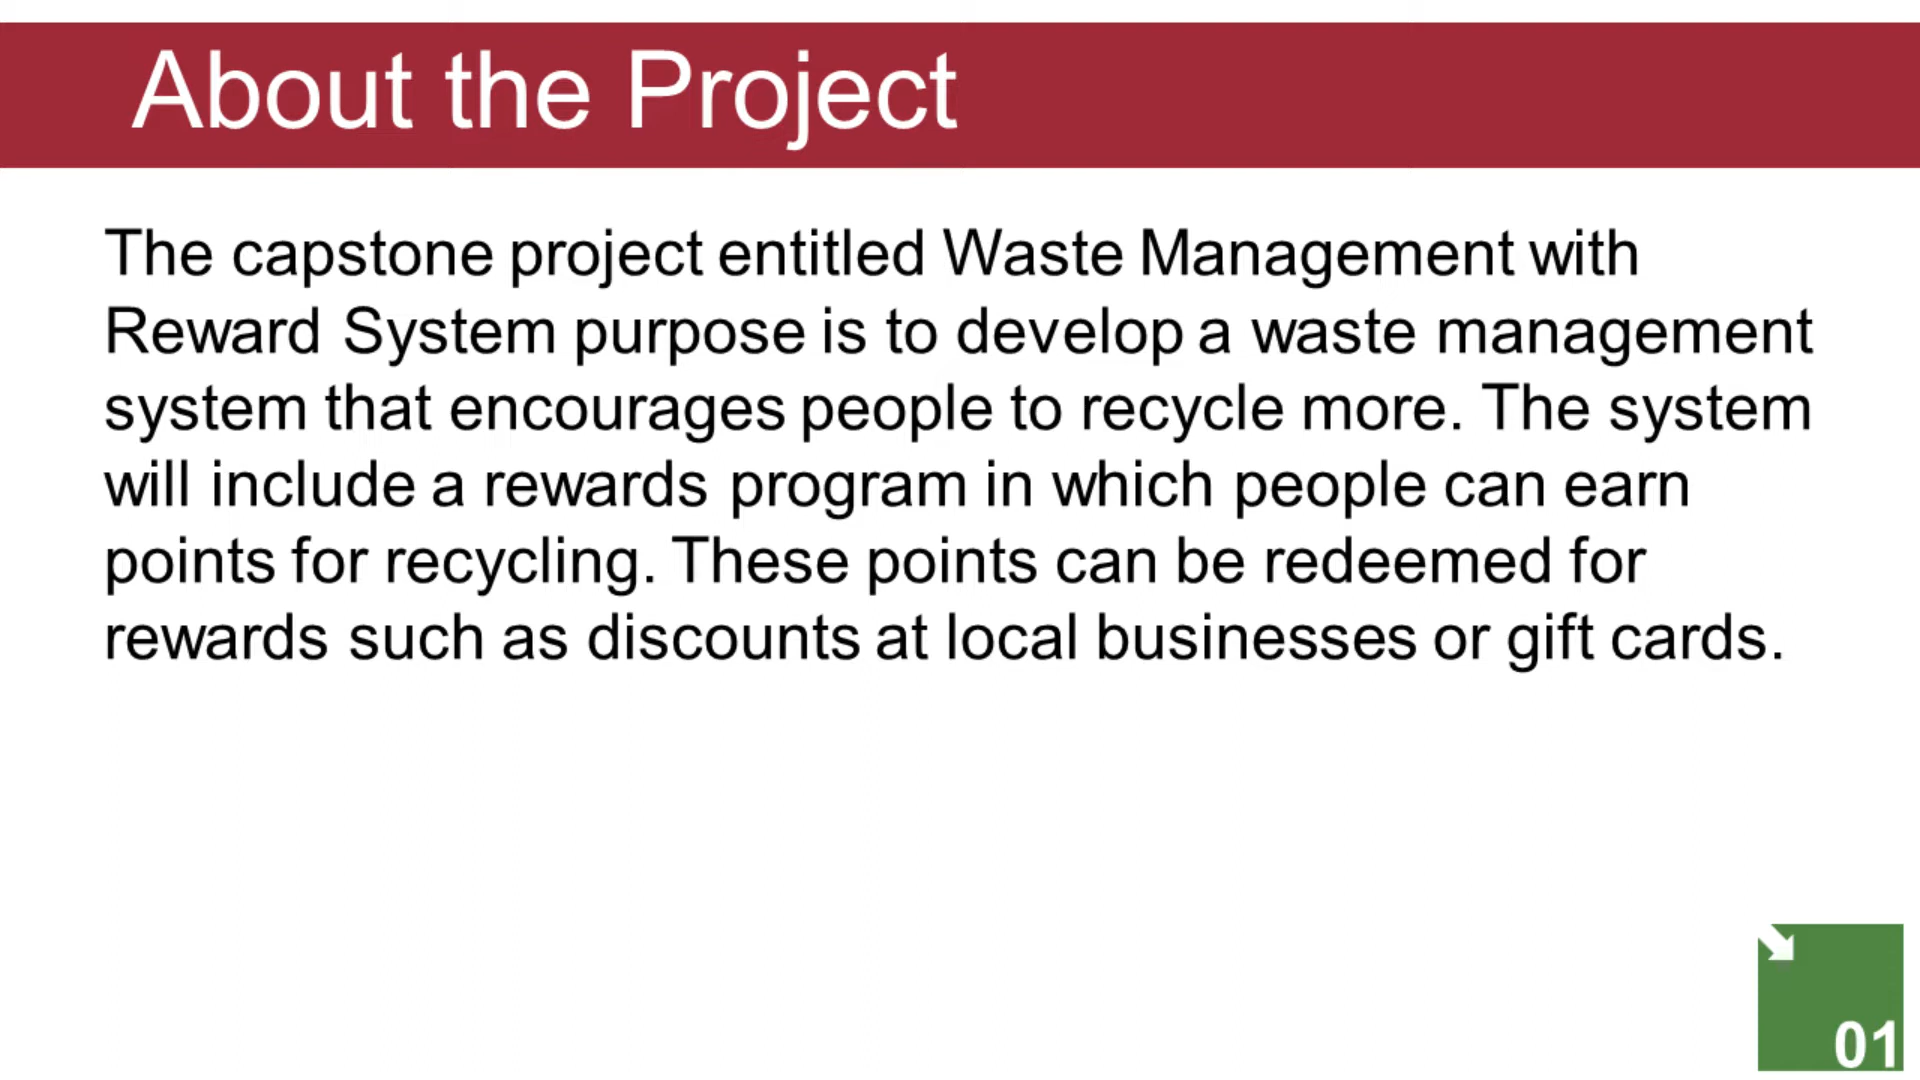 About the Project
The capstone project entitled Waste Management with
Reward System purpose is to develop a waste management
system that encourages people to recycle more. The system
will include a rewards program in which people can earn
points for recycling. These points can be redeemed for
rewards such as discounts at local businesses or gift cards.
01